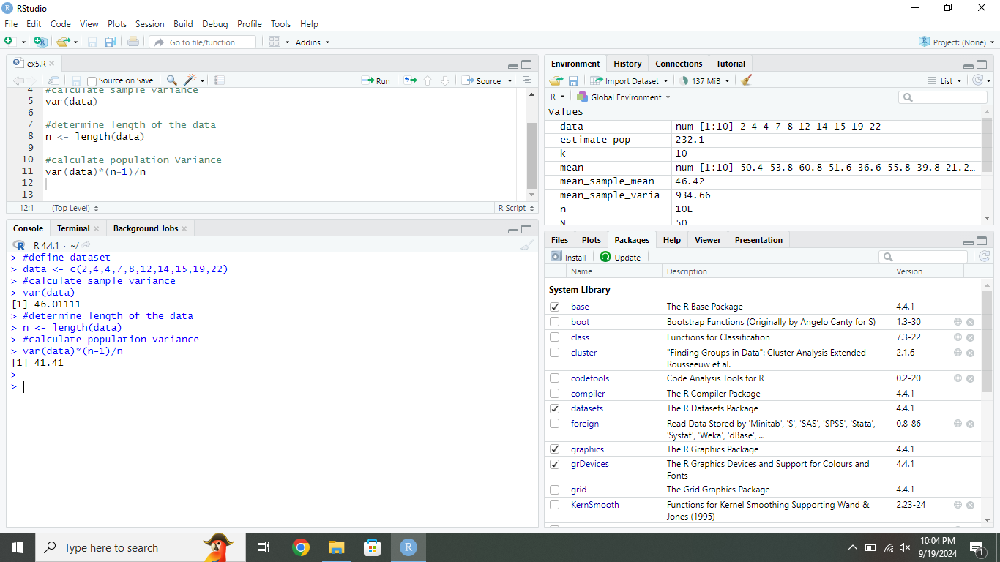 RStudio
File Edit Code View Plots Session Build Debug Profile Tools Help
Go to file/function Addins Project: (None)
ex5.R
Source on Save Run Source
4 #calculate sample variance
5 var(data)
6
7 #determine length of the data
8 n <- length(data)
9
10 #calculate population Variance
11 var(data)*(n-1)/n
12
13
12:1 (Top Level) R Script
Console Terminal Background Jobs
R 4.4.1 . ~/
> #define dataset
> data <- c(2,4,4,7,8,12,14,15,19,22)
> #calculate sample variance
> var(data)
[1] 46.01111
> #determine length of the data
> n <- length(data)
> #calculate population Variance
> var(data)*(n-1)/n
[1] 41.41
>
>
Environment History Connections Tutorial
Import Dataset 137 MiB List
R Global Environment
Values
data num [1:10] 2 4 4 7 8 12 14 15 19 22
estimate_pop 232.1
k 10
mean num [1:10] 50.4 53.8 60.8 51.6 36.6 55.8 39.8 21.2…
mean_sample_mean 46.42
mean_sample_varia… 934.66
n 10L
N 50
Files Plots Packages Help Viewer Presentation
Install Update
Name Description Version
System Library
base The R Base Package 4.4.1
boot Bootstrap Functions (Originally by Angelo Canty for S) 1.3-30
class Functions for Classification 7.3-22
cluster "Finding Groups in Data": Cluster Analysis Extended 2.1.6
Rousseeuw et al.
codetools Code Analysis Tools for R 0.2-20
compiler The R Compiler Package 4.4.1
datasets The R Datasets Package 4.4.1
foreign Read Data Stored by 'Minitab', 'S', 'SAS', 'SPSS', 'Stata', 0.8-86
'Systat', 'Weka', 'dBase', ...
graphics The R Graphics Package 4.4.1
grDevices The R Graphics Devices and Support for Colours and 4.4.1
Fonts
grid The Grid Graphics Package 4.4.1
KernSmooth Functions for Kernel Smoothing Supporting Wand & 2.23-24
Jones (1995)
Type here to search
10:04 PM
9/19/2024
1